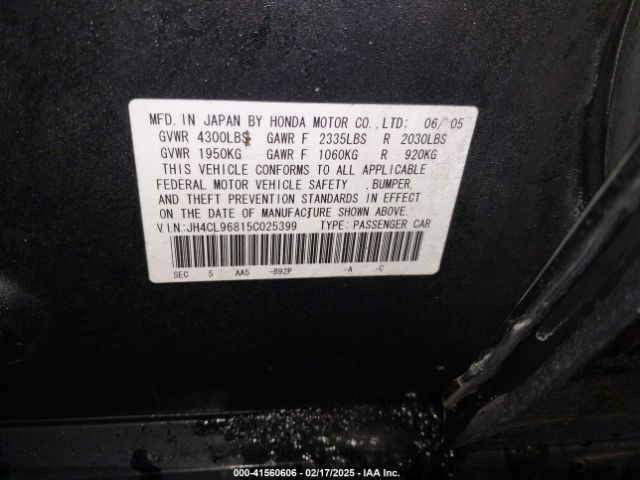 MFD. IN JAPAN BY HONDA MOTOR CO.,LTD: 06/'05
GVWR 4300LBS GAWR F 2335LBS R 2030LBS
GVWR 1950KG GAWR F 1060KG R 920KG
THIS VEHICLE CONFORMS TO ALL APPLICABLE
FEDERAL MOTOR VEHICLE SAFETY ,BUMPER,
AND THEFT PREVENTION STANDARDS IN EFFECT
ON THE DATE OF MANUFACTURE SHOWN ABOVE.
V.I.N:JH4CL96815C025399 TYPE: PASSENGER CAR
SEC 5 AA5 -B92P -A -C
000-41560606 - 02/17/2025 - IAA Inc.